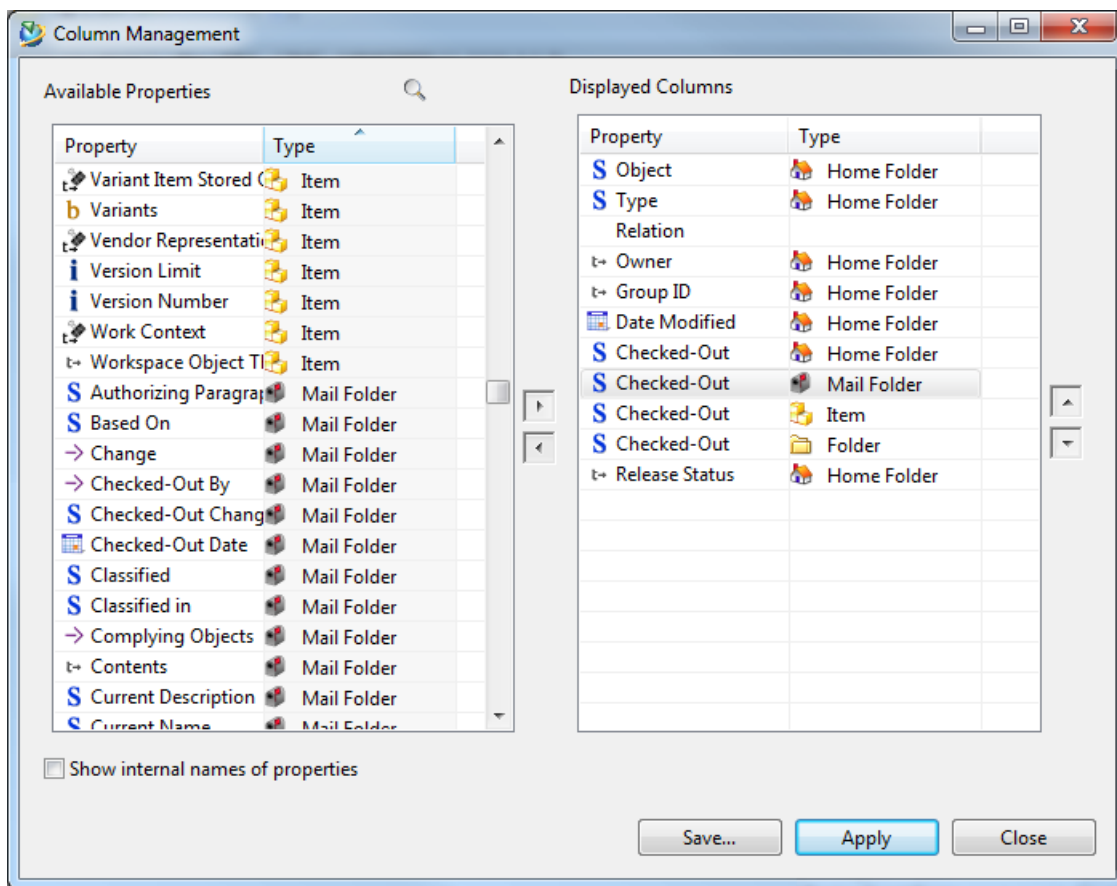 Column Management
Available Properties
Property Type
Variant Item Stored Item
Variants Item
Vendor Representati Item
Version Limit Item
Version Number Item
Work Context Item
Workspace Object Item
Authorizing Paragrap Mail Folder
Based On Mail Folder
Change Mail Folder
Checked-Out By Mail Folder
Checked-Out Chang Mail Folder
Checked-Out Date Mail Folder
Classified Mail Folder
Classified in Mail Folder
Complying Objects Mail Folder
Contents Mail Folder
Current Description Mail Folder
Current Name Mail Folder
Show internal names of properties
Displayed Columns
Property Type
Object Home Folder
Type Home Folder
Relation
Owner Home Folder
Group ID Home Folder
Date Modified Home Folder
Checked-Out Home Folder
Checked-Out Mail Folder
Checked-Out Item
Checked-Out Folder
Release Status Home Folder
Save... Apply Close